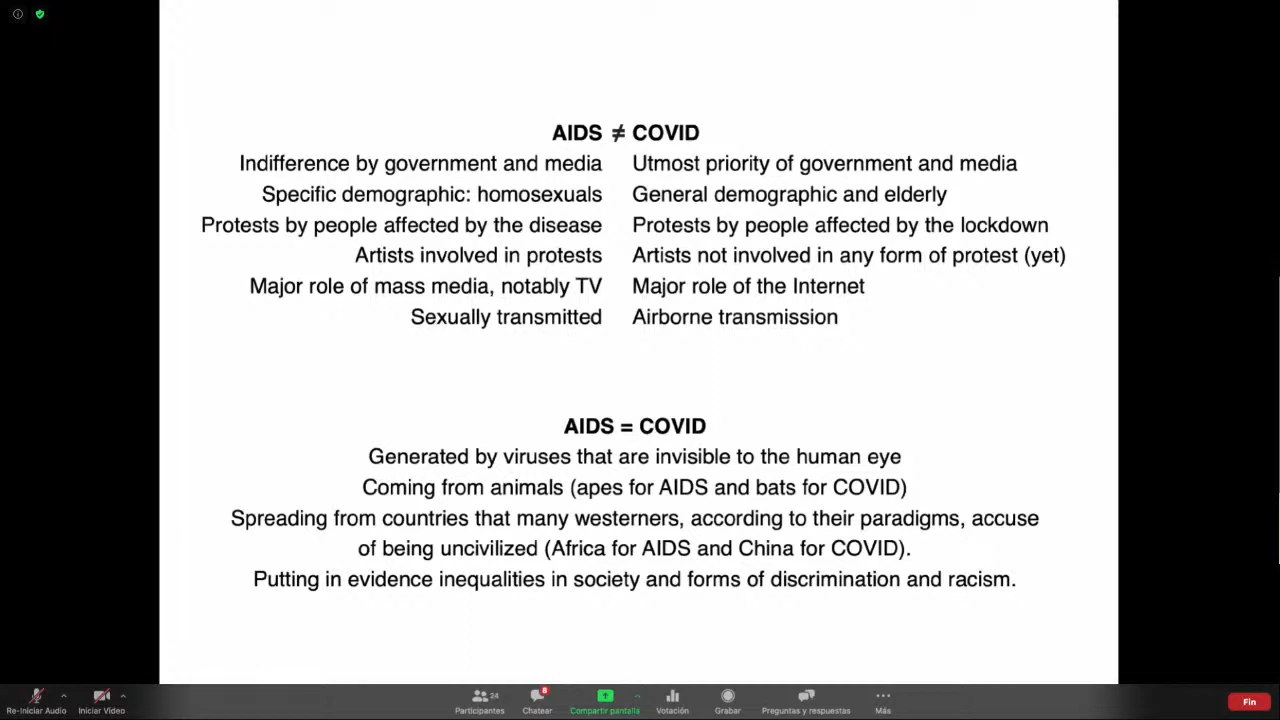 AIDS ≠ COVID
Indifference by government and media Utmost priority of government and media
Specific demographic: homosexuals General demographic and elderly
Protests by people affected by the disease Protests by people affected by the lockdown
Artists involved in protests Artists not involved in any form of protest (yet)
Major role of mass media, notably TV Major role of the Internet
Sexually transmitted Airborne transmission
AIDS = COVID
Generated by viruses that are invisible to the human eye
Coming from animals (apes for AIDS and bats for COVID)
Spreading from countries that many westerners, according to their paradigms, accuse
of being uncivilized (Africa for AIDS and China for COVID).
Putting in evidence inequalities in society and forms of discrimination and racism.
24 8
Re-Iniciar Audio Iniciar Video Participantes Chatear Compartir pantalla Votación Grabar Preguntas y respuestas Más Fin